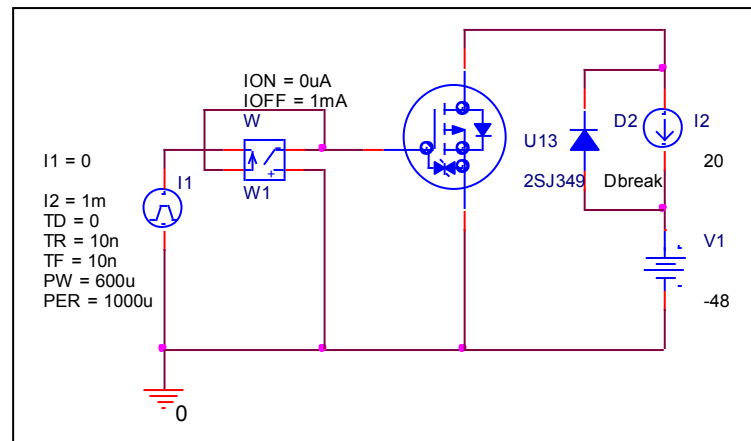 ION = 0uA
IOFF = 1mA
W
W1
+
I1 = 0
I1
I2 = 1m
TD = 0
TR = 10n
TF = 10n
PW = 600u
PER = 1000u
U13
2SJ349
D2
Dbreak
I2
20
V1
-48
0